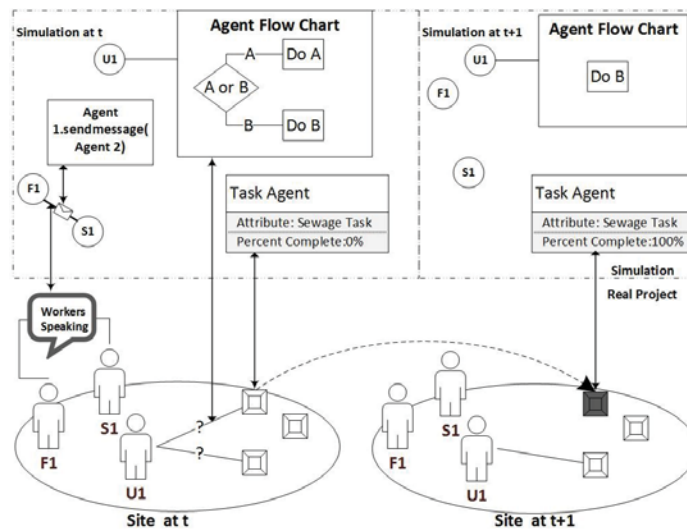 Simulation at t
U1
Agent Flow Chart
A
Do A
A or B
B
Do B
Agent
1.sendmessage(
Agent 2)
F1
S1
Task Agent
Attribute: Sewage Task
Percent Complete:0%
Simulation at t+1
U1
Agent Flow Chart
Do B
F1
S1
Task Agent
Attribute: Sewage Task
Percent Complete:100%
Simulation
Real Project
Workers
Speaking
F1
S1
U1
?
?
Site at t
F1
S1
U1
Site at t+1